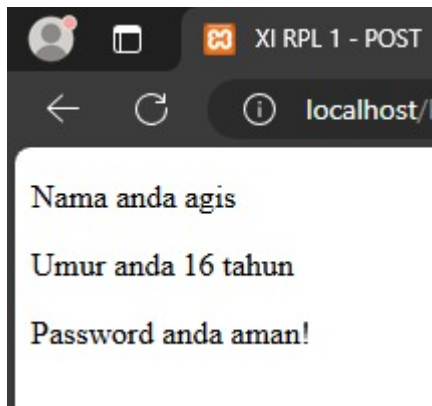 XI RPL 1 - POST
localhost/
Nama anda agis
Umur anda 16 tahun
Password anda aman!